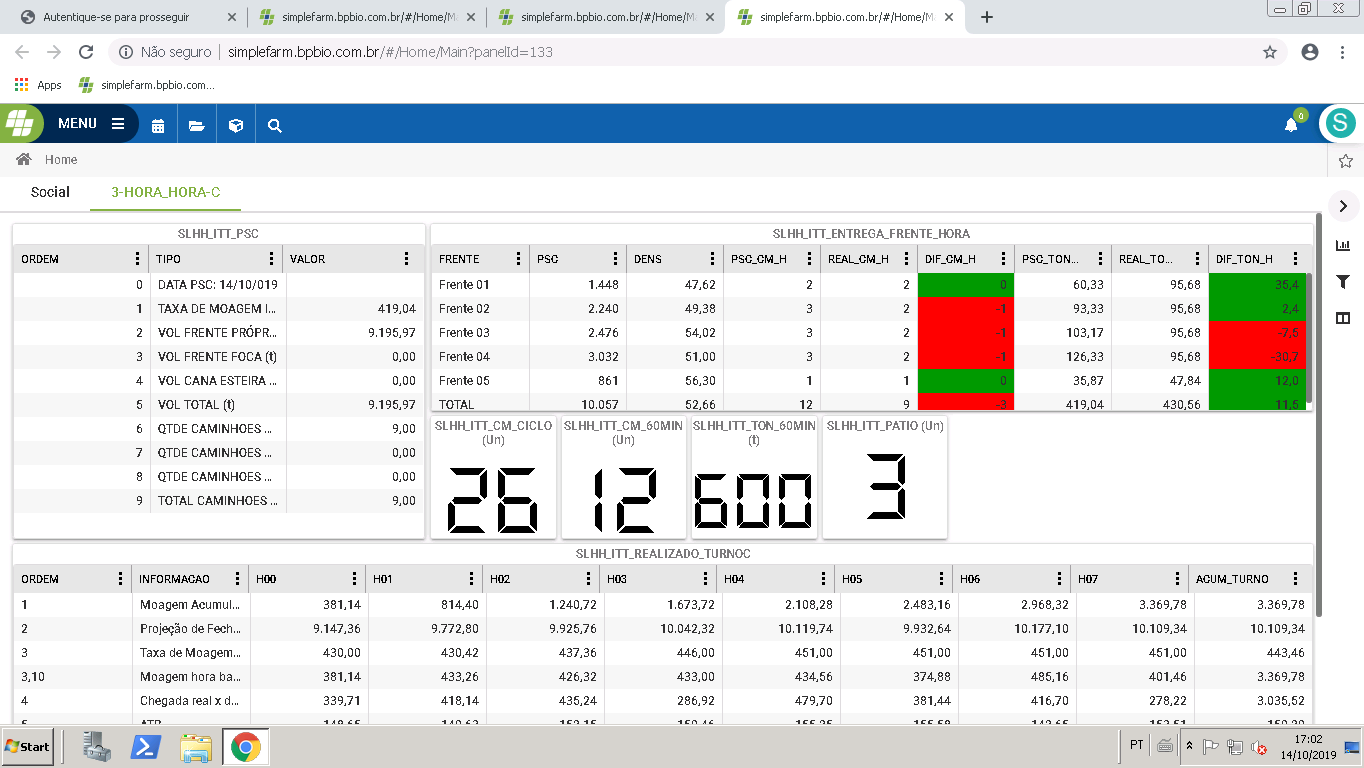 Autentique-se para prosseguir
simplefarm.bpbio.com.br/#/Home/Ma
simplefarm.bpbio.com.br/#/Home/Ma
simplefarm.bpbio.com.br/#/Home/Ma
Não seguro | simplefarm.bpbio.com.br/#/Home/Main?panelId=133
Apps simplefarm.bpbio.com...
MENU
0
S
Home
Social 3-HORA_HORA-C
SLHH_ITT_PSC
ORDEM TIPO VALOR
0 DATA PSC: 14/10/019
1 TAXA DE MOAGEM I... 419,04
2 VOL FRENTE PRÓPR... 9.195,97
3 VOL FRENTE FOCA (t) 0,00
4 VOL CANA ESTEIRA ... 0,00
5 VOL TOTAL (t) 9.195,97
6 QTDE CAMINHOES ... 9,00
7 QTDE CAMINHOES ... 0,00
8 QTDE CAMINHOES ... 0,00
9 TOTAL CAMINHOES ... 9,00
SLHH_ITT_ENTREGA_FRENTE_HORA
FRENTE PSC DENS PSC_CM_H REAL_CM_H DIF_CM_H PSC_TON... REAL_TO... DIF_TON_H
Frente 01 1.448 47,62 2 2 0 60,33 95,68 35,4
Frente 02 2.240 49,38 3 2 -1 93,33 95,68 2,4
Frente 03 2.476 54,02 3 2 -1 103,17 95,68 -7,5
Frente 04 3.032 51,00 3 2 -1 126,33 95,68 -30,7
Frente 05 861 56,30 1 1 0 35,87 47,84 12,0
TOTAL 10.057 52,66 12 9 -3 419,04 430,56 11,5
SLHH_ITT_CM_CICLO (Un)
26
SLHH_ITT_CM_60MIN (Un)
12
SLHH_ITT_TON_60MIN (t)
600
SLHH_ITT_PATIO (Un)
3
SLHH_ITT_REALIZADO_TURNOC
ORDEM INFORMACAO H00 H01 H02 H03 H04 H05 H06 H07 ACUM_TURNO
1 Moagem Acumul... 381,14 814,40 1.240,72 1.673,72 2.108,28 2.483,16 2.968,32 3.369,78 3.369,78
2 Projeção de Fech... 9.147,36 9.772,80 9.925,76 10.042,32 10.119,74 9.932,64 10.177,10 10.109,34 10.109,34
3 Taxa de Moagem... 430,00 430,42 437,36 446,00 451,00 451,00 451,00 451,00 443,46
3,10 Moagem hora ba... 381,14 433,26 426,32 433,00 434,56 374,88 485,16 401,46 3.369,78
4 Chegada real x d... 339,71 418,14 435,24 286,92 479,70 381,44 416,70 278,22 3.035,52
Start
PT
17:02
14/10/2019